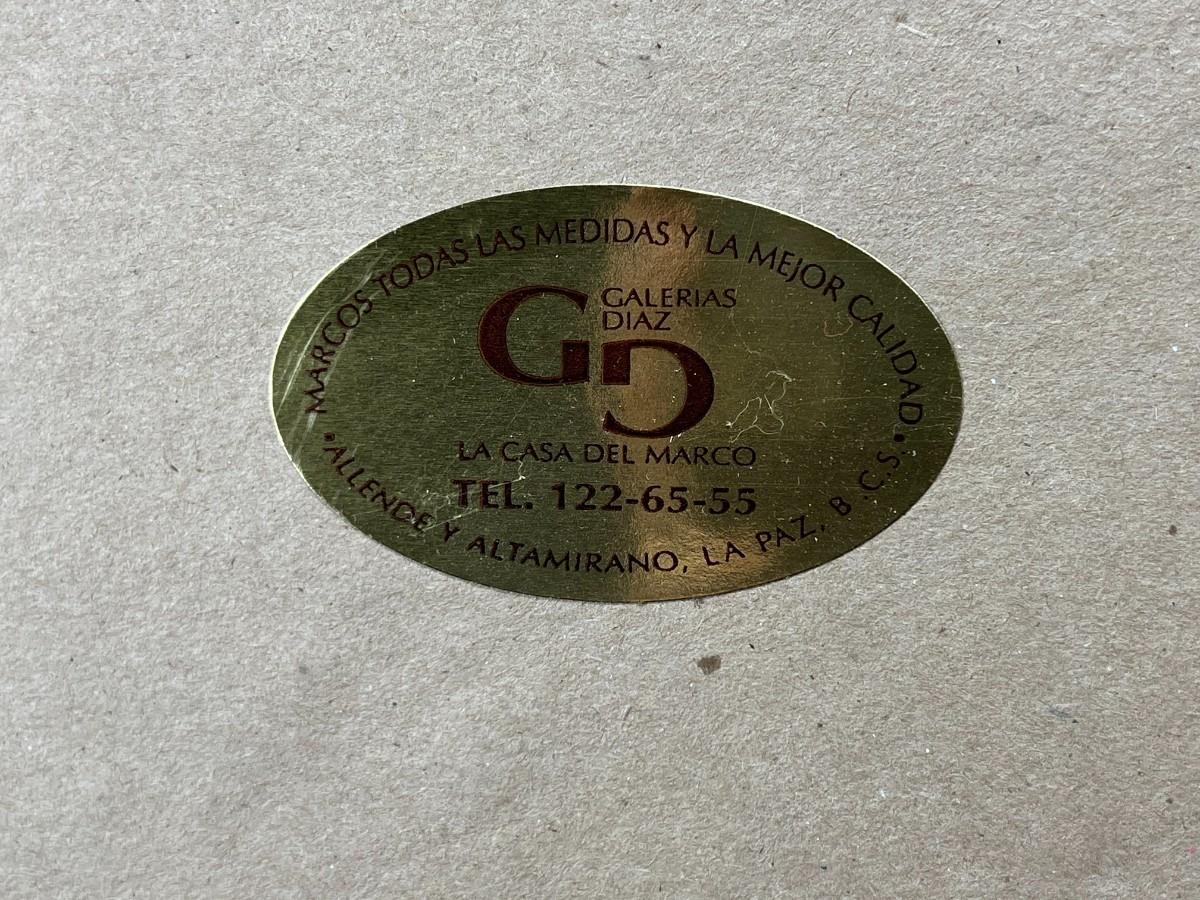 MARCOS TODAS LAS MEDIDAS Y LA MEJOR CALIDAD
GD
GALERIAS
DIAZ
LA CASA DEL MARCO
TEL. 122-65-55
•ALLENDE Y ALTAMIRANO, LA PAZ, B.C.S.•